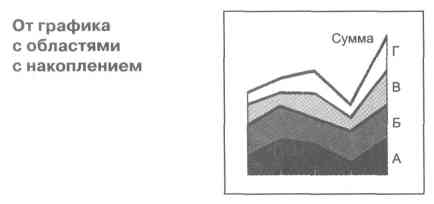 От графика
с областями
с накоплением
Сумма
Г
В
Б
А